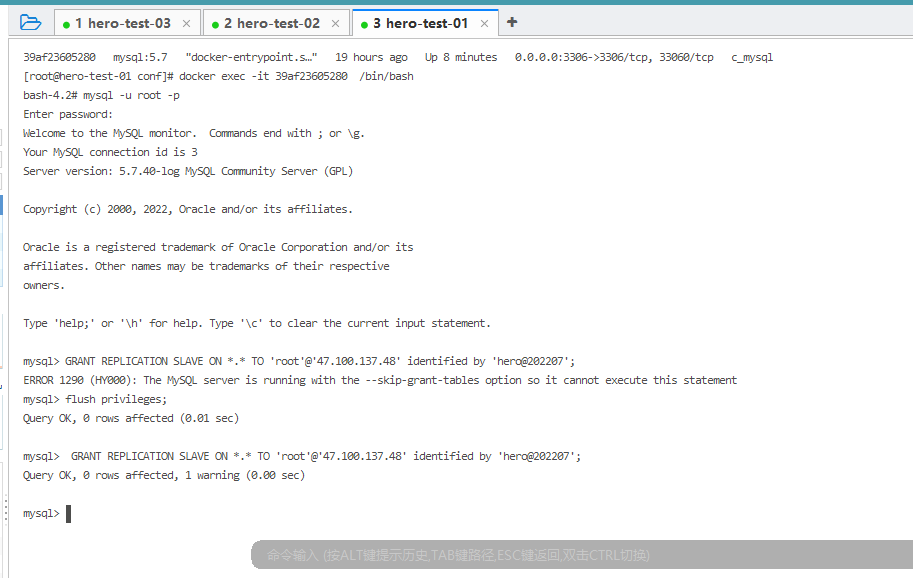 1 hero-test-03 × 2 hero-test-02 × 3 hero-test-01 × +
39af23605280 mysql:5.7 "docker-entrypoint.s…" 19 hours ago Up 8 minutes 0.0.0.0:3306->3306/tcp, 33060/tcp c_mysql
[root@hero-test-01 conf]# docker exec -it 39af23605280 /bin/bash
bash-4.2# mysql -u root -p
Enter password:
Welcome to the MySQL monitor. Commands end with ; or \g.
Your MySQL connection id is 3
Server version: 5.7.40-log MySQL Community Server (GPL)
Copyright (c) 2000, 2022, Oracle and/or its affiliates.
Oracle is a registered trademark of Oracle Corporation and/or its
affiliates. Other names may be trademarks of their respective
owners.
Type 'help;' or '\h' for help. Type '\c' to clear the current input statement.
mysql> GRANT REPLICATION SLAVE ON *.* TO 'root'@'47.100.137.48' identified by 'hero@202207';
ERROR 1290 (HY000): The MySQL server is running with the --skip-grant-tables option so it cannot execute this statement
mysql> flush privileges;
Query OK, 0 rows affected (0.01 sec)
mysql> GRANT REPLICATION SLAVE ON *.* TO 'root'@'47.100.137.48' identified by 'hero@202207';
Query OK, 0 rows affected, 1 warning (0.00 sec)
mysql>
命令输入 (按ALT键提示历史,TAB键路径,ESC键返回,双击CTRL切换)